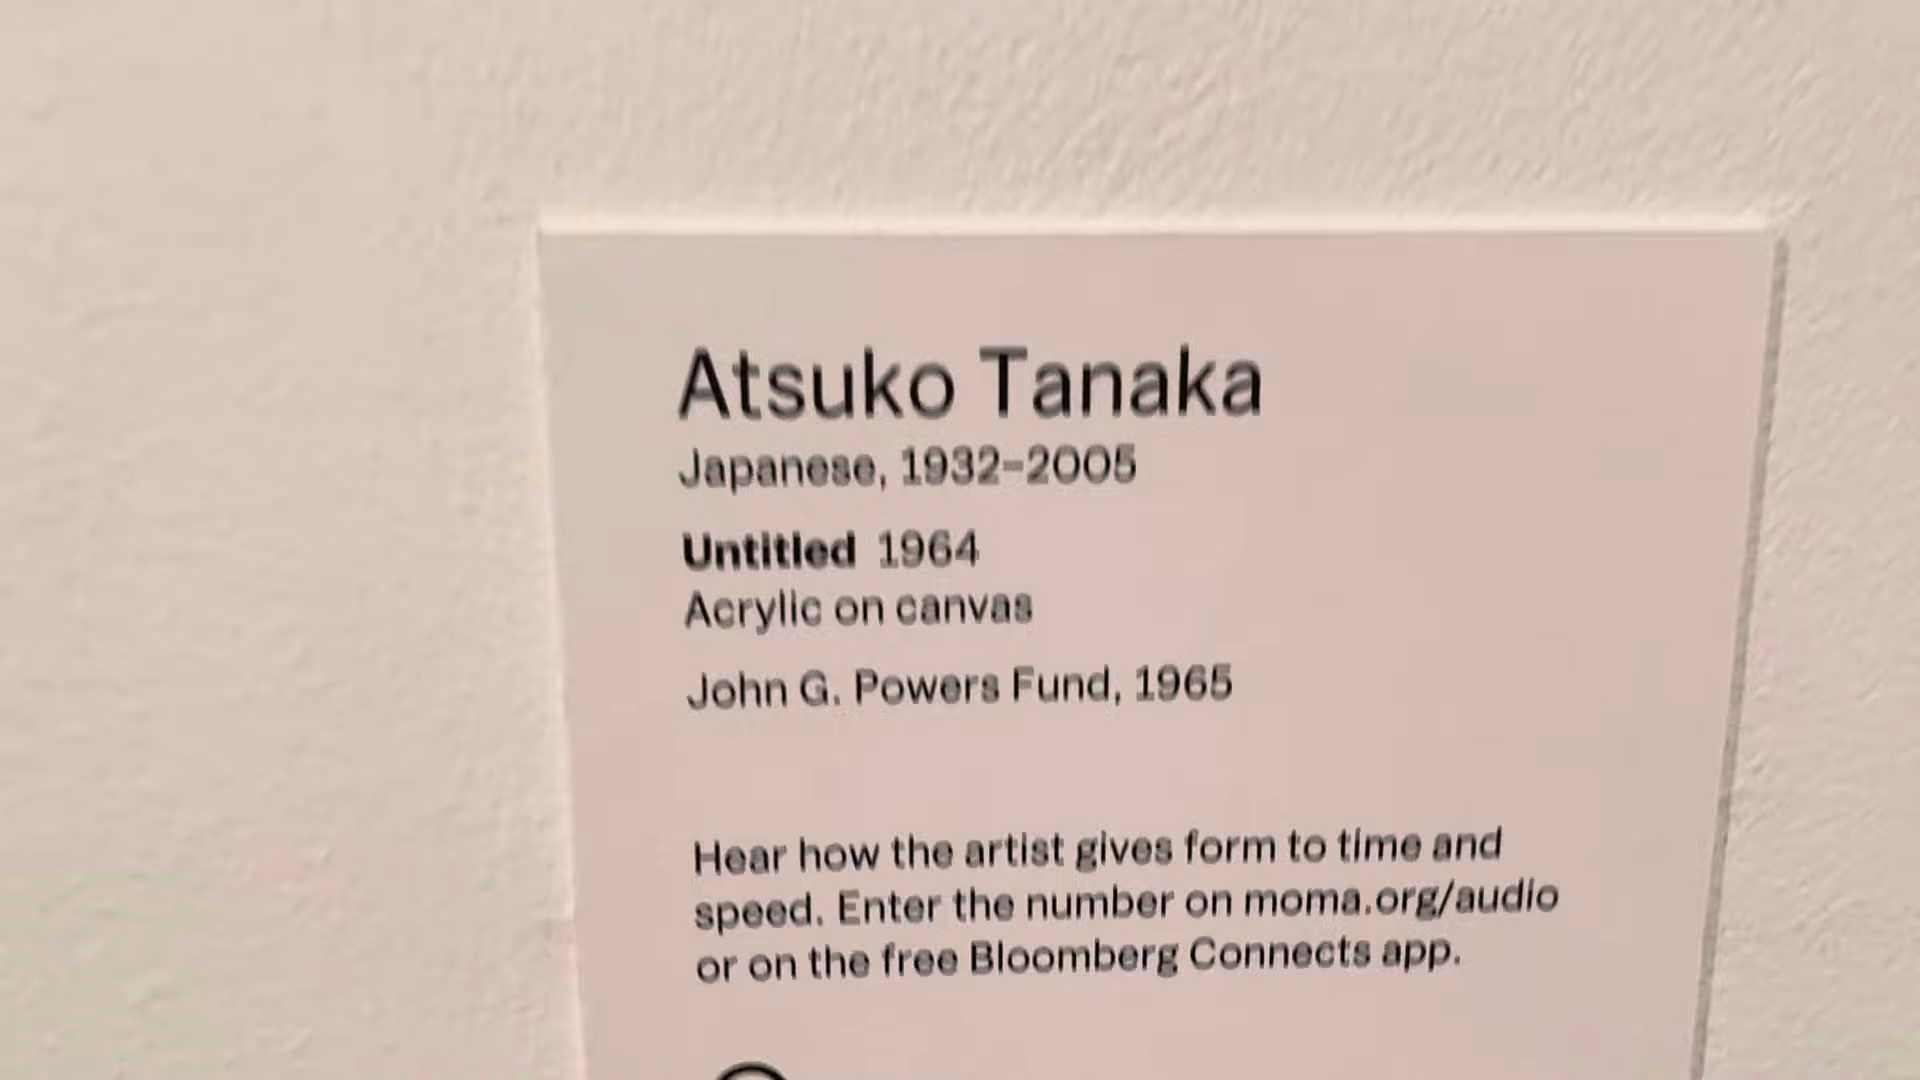 Atsuko Tanaka
Japanese, 1932–2005
Untitled 1964
Acrylic on canvas
John G. Powers Fund, 1965
Hear how the artist gives form to time and
speed. Enter the number on moma.org/audio
or on the free Bloomberg Connects app.